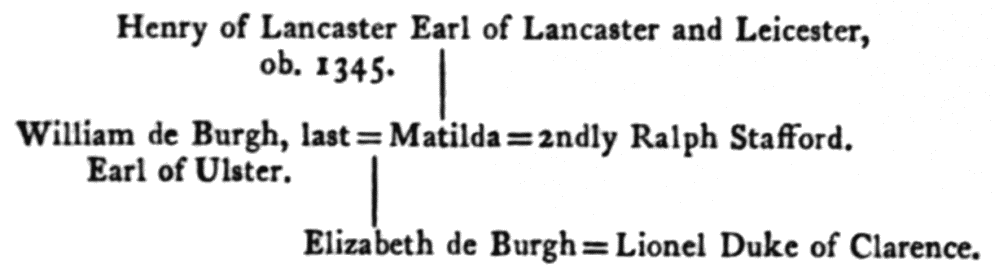 Henry of Lancaster Earl of Lancaster and Leicester,
ob. 1345.
William de Burgh, last = Matilda = 2ndly Ralph Stafford.
Earl of Ulster.
Elizabeth de Burgh = Lionel Duke of Clarence.